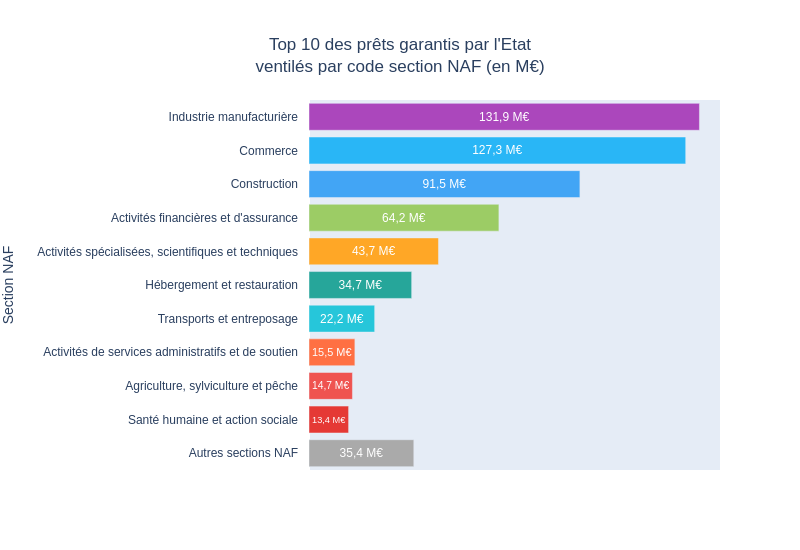 Top 10 des prêts garantis par l'Etat
ventilés par code section NAF (en M€)
Section NAF
Industrie manufacturière 131,9 M€
Commerce 127,3 M€
Construction 91,5 M€
Activités financières et d'assurance 64,2 M€
Activités spécialisées, scientifiques et techniques 43,7 M€
Hébergement et restauration 34,7 M€
Transports et entreposage 22,2 M€
Activités de services administratifs et de soutien 15,5 M€
Agriculture, sylviculture et pêche 14,7 M€
Santé humaine et action sociale 13,4 M€
Autres sections NAF 35,4 M€